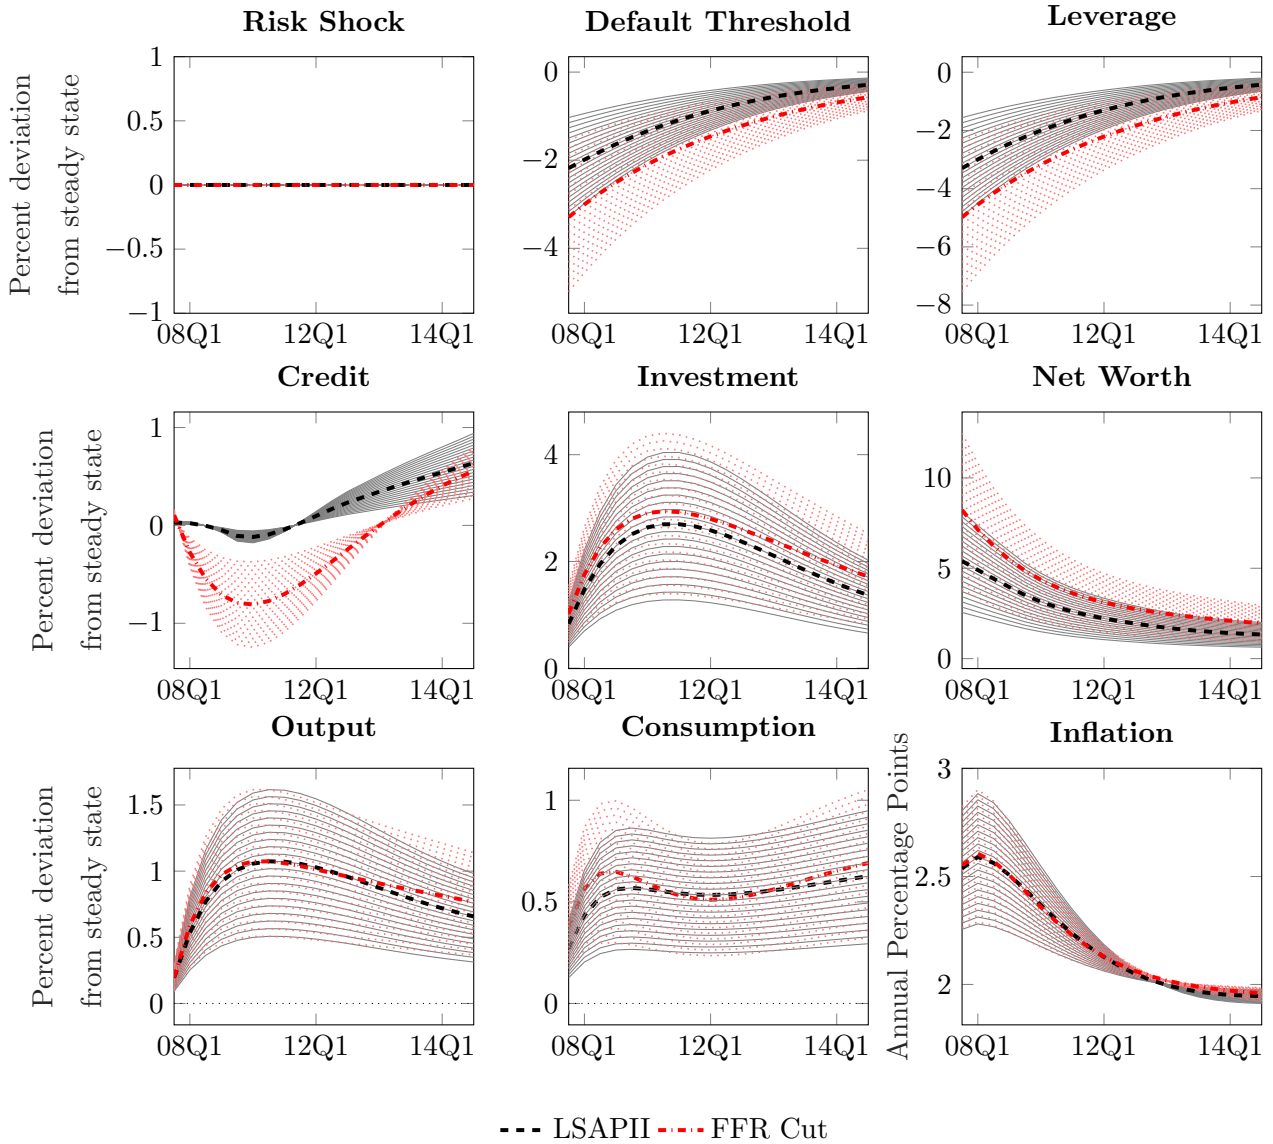 Risk Shock
Default Threshold
Leverage
Percent deviation
from steady state
1
0.5
0
−0.5
−1
08Q1 12Q1 14Q1
0
−2
−4
08Q1 12Q1 14Q1
0
−2
−4
−6
−8
08Q1 12Q1 14Q1
Credit
Investment
Net Worth
Percent deviation
from steady state
1
0
−1
08Q1 12Q1 14Q1
4
2
0
08Q1 12Q1 14Q1
10
5
0
08Q1 12Q1 14Q1
Output
Consumption
Inflation
Percent deviation
from steady state
1.5
1
0.5
0
08Q1 12Q1 14Q1
1
0.5
0
08Q1 12Q1 14Q1
Annual Percentage Points
3
2.5
2
08Q1 12Q1 14Q1
LSAPII FFR Cut